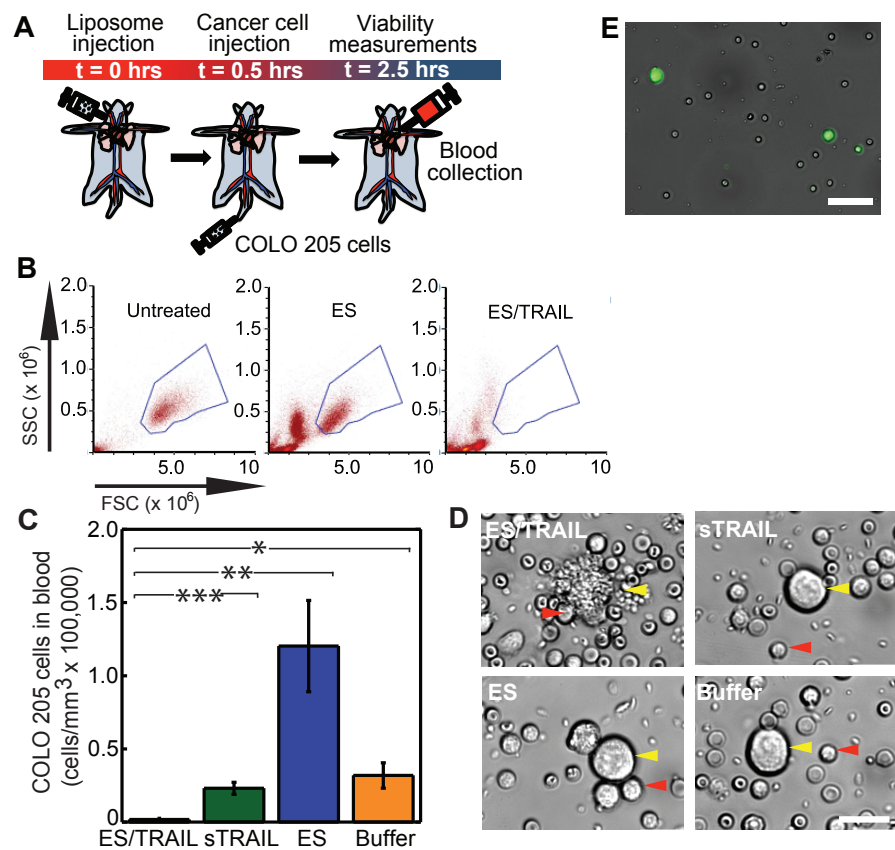 A
Liposome injection
Cancer cell injection
Viability measurements
t = 0 hrs
t = 0.5 hrs
t = 2.5 hrs
Blood collection
COLO 205 cells
E
B
SSC (x 10⁶)
2.0
1.5
1.0
0.5
Untreated
5.0
10
2.0
1.5
1.0
0.5
ES
5.0
10
2.0
1.5
1.0
0.5
ES/TRAIL
5.0
10
FSC (x 10⁶)
C
COLO 205 cells in blood
(cells/mm³ x 100,000)
2.0
1.5
1.0
0.5
0
*
**
***
ES/TRAIL sTRAIL ES Buffer
D
ES/TRAIL
sTRAIL
ES
Buffer